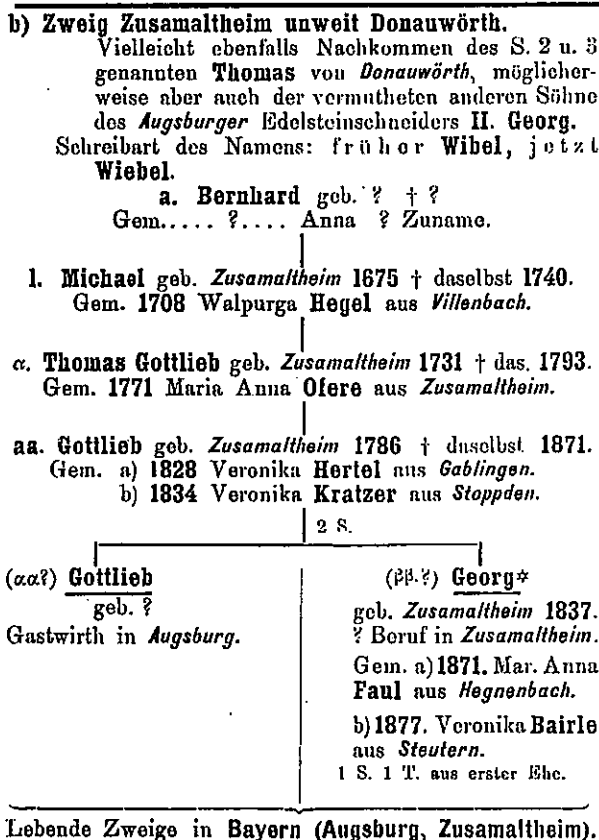 b) Zweig Zusamaltheim unweit Donauwörth.
Vielleicht ebenfalls Nachkommen des S. 2 u. 3
genannten Thomas von Donauwörth, möglicher-
weise aber auch der vermutheten anderen Söhne
des Augsburger Edelsteinschneiders II. Georg.
Schreibart des Namens: früher Wibel, jetzt
Wiebel.
a. Bernhard geb. ? † ?
Gem..... ?.... Anna ? Zuname.
1. Michael geb. Zusamaltheim 1675 † daselbst 1740.
Gem. 1708 Walpurga Hegel aus Villenbach.
α. Thomas Gottlieb geb. Zusamaltheim 1731 † das. 1793.
Gem. 1771 Maria Anna Ofere aus Zusamaltheim.
aa. Gottlieb geb. Zusamaltheim 1786 † daselbst 1871.
Gem. a) 1828 Veronika Hertel aus Gablingen.
b) 1834 Veronika Kratzer aus Stoppden.
2 S.
(αα?) Gottlieb
geb. ?
Gastwirth in Augsburg.
(ββ.?) Georg*
geb. Zusamaltheim 1837.
? Beruf in Zusamaltheim.
Gem. a) 1871. Mar. Anna
Faul aus Hegnenbach.
b) 1877. Veronika Bairle
aus Steutern.
1 S. 1 T. aus erster Ehe.
Lebende Zweige in Bayern (Augsburg, Zusamaltheim).